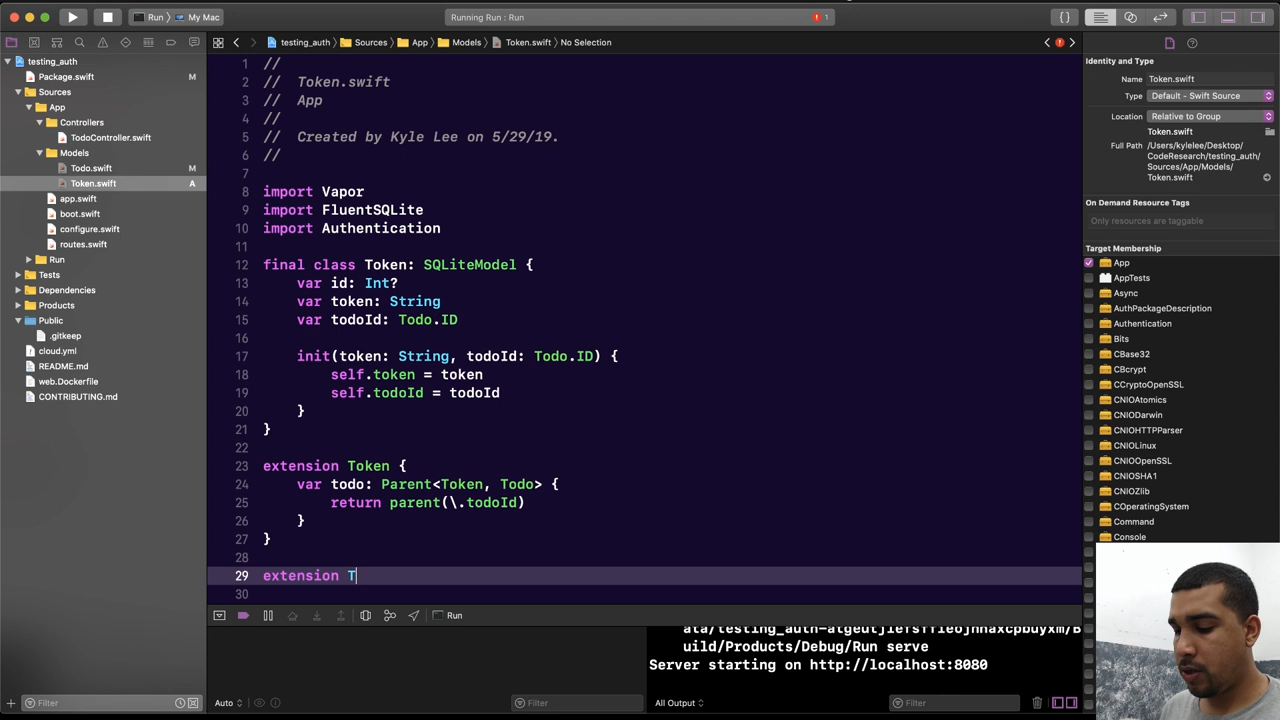 Run
My Mac
Running Run : Run
1
testing_auth
Sources
App
Models
Token.swift
No Selection
testing_auth
Package.swift
M
Sources
App
Controllers
TodoController.swift
Models
Todo.swift
M
Token.swift
A
app.swift
boot.swift
configure.swift
routes.swift
Run
Tests
Dependencies
Products
Public
.gitkeep
cloud.yml
README.md
web.Dockerfile
CONTRIBUTING.md
Filter
1 //
2 //  Token.swift
3 //  App
4 //
5 //  Created by Kyle Lee on 5/29/19.
6 //
7
8 import Vapor
9 import FluentSQLite
10 import Authentication
11
12 final class Token: SQLiteModel {
13     var id: Int?
14     var token: String
15     var todoId: Todo.ID
16
17     init(token: String, todoId: Todo.ID) {
18         self.token = token
19         self.todoId = todoId
20     }
21 }
22
23 extension Token {
24     var todo: Parent<Token, Todo> {
25         return parent(\.todoId)
26     }
27 }
28
29 extension T
30
Run
Auto
Filter
uild/Products/Debug/Run serve
Server starting on http://localhost:8080
All Output
Filter
Identity and Type
Name Token.swift
Type Default - Swift Source
Location Relative to Group
Token.swift
Full Path /Users/kylelee/Desktop/
CodeResearch/testing_auth/
Sources/App/Models/
Token.swift
On Demand Resource Tags
Only resources are taggable
Target Membership
App
AppTests
Async
AuthPackageDescription
Authentication
Bits
CBase32
CBcrypt
CCryptoOpenSSL
CNIOAtomics
CNIODarwin
CNIOHTTPParser
CNIOLinux
CNIOOpenSSL
CNIOSHA1
CNIOZlib
COperatingSystem
Command
Console